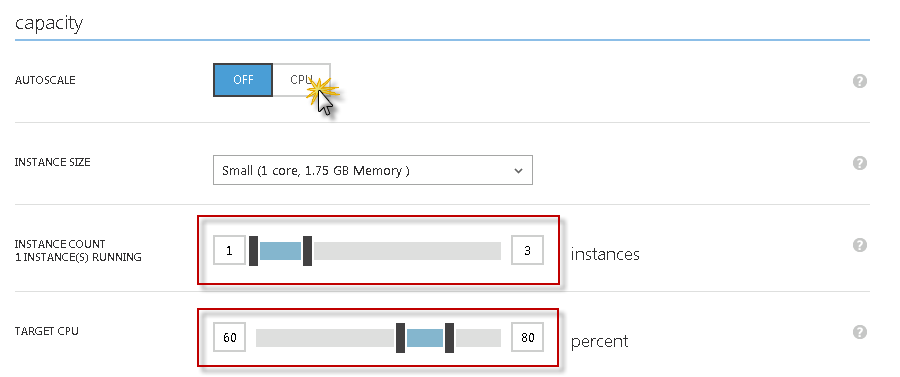 capacity
AUTOSCALE OFF CPU ?
INSTANCE SIZE Small (1 core, 1.75 GB Memory ) ?
INSTANCE COUNT
1 INSTANCE(S) RUNNING 1 3 instances ?
TARGET CPU 60 80 percent ?